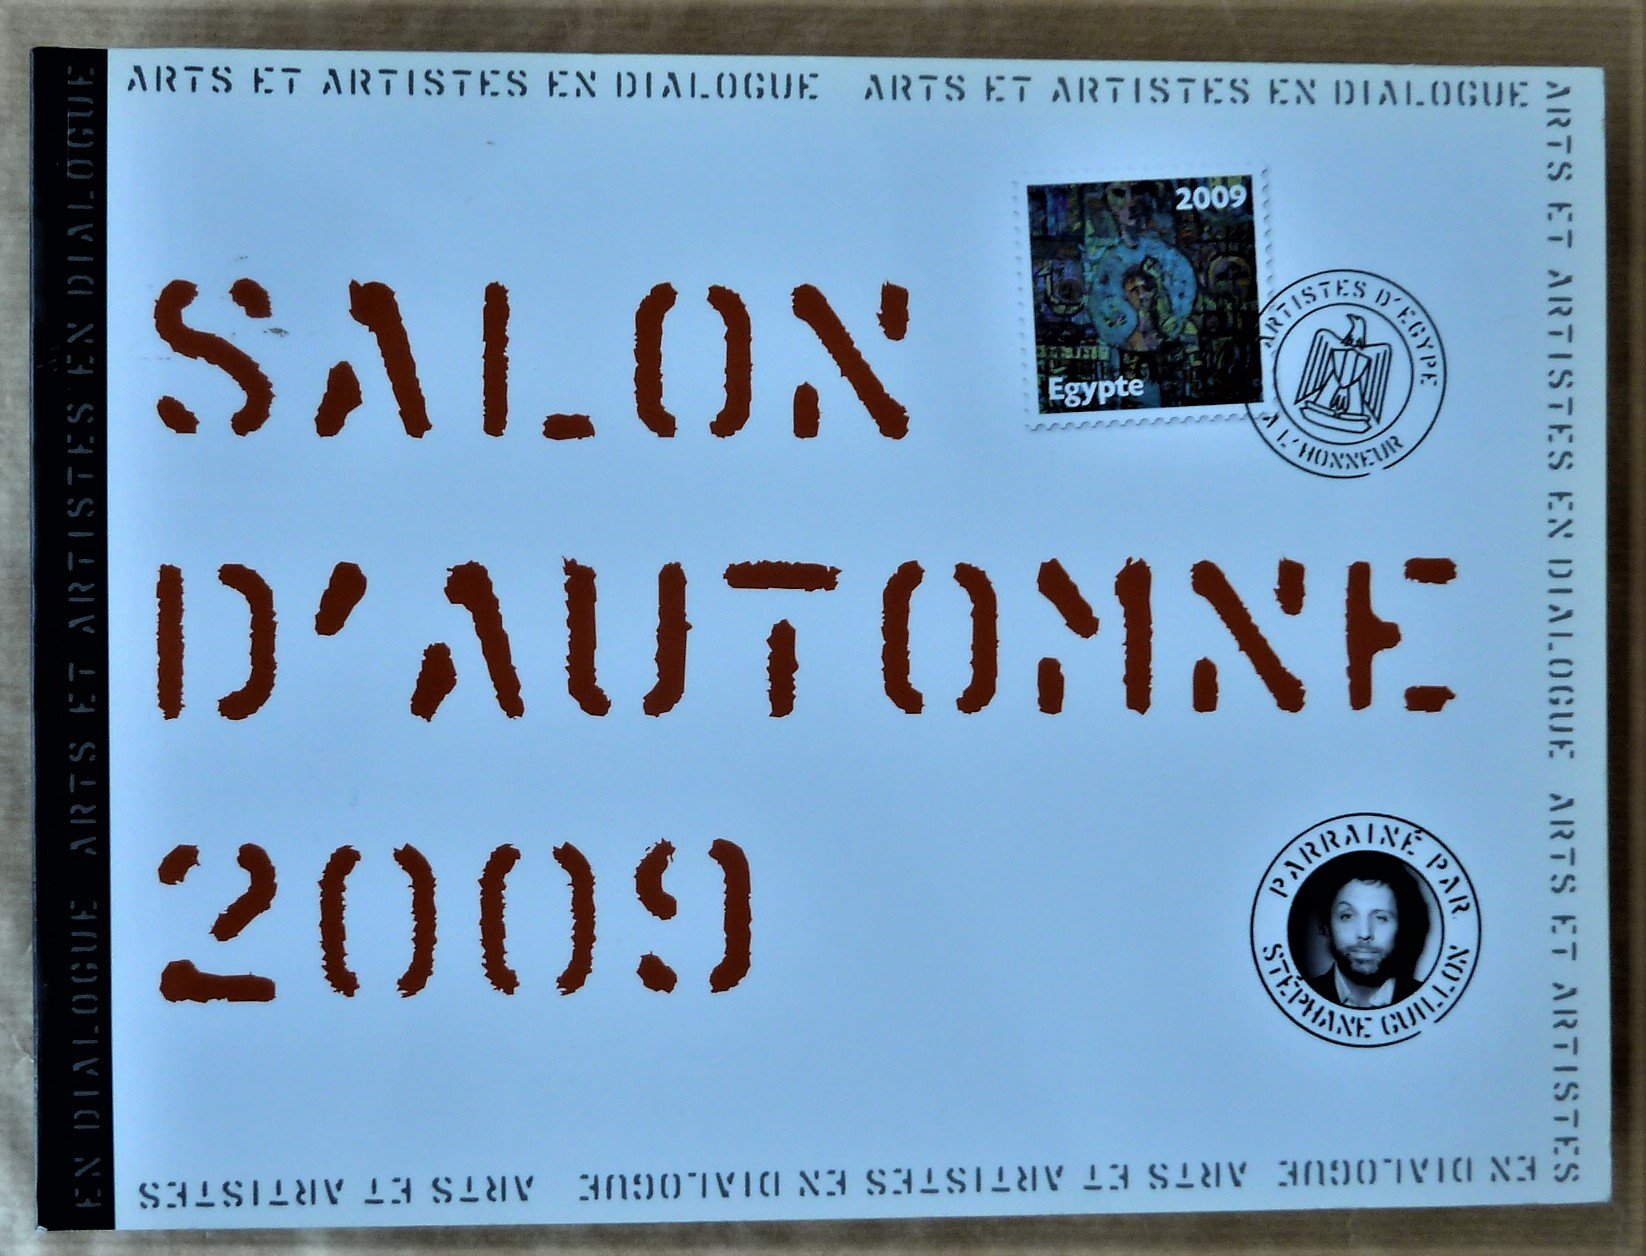 ARTS ET ARTISTES EN DIALOGUE ARTS ET ARTISTES EN DIALOGUE
SALON
D'AUTOMNE
2009
2009
Egypte
ARTISTES D'EGYPE
A L'HONNEUR
PARRAINÉ PAR
STÉPHANE GUILLON
ARTS ET ARTISTES EN DIALOGUE ARTS ET ARTISTES
EN DIALOGUE ARTS ET ARTISTES EN DIALOGUE ARTS ET ARTISTES
EN DIALOGUE ARTS ET ARTISTES EN DIALOGUE